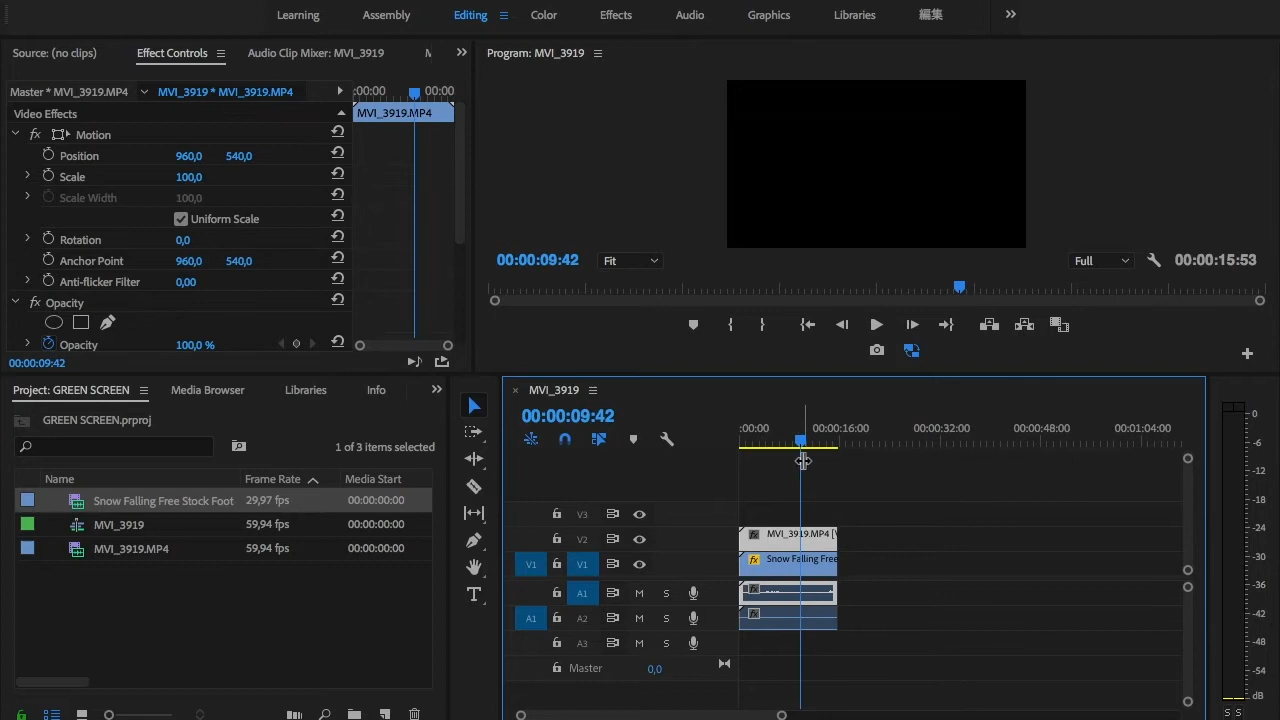 Learning Assembly Editing Color Effects Audio Graphics Libraries 編集
Source: (no clips) Effect Controls Audio Clip Mixer: MVI_3919 M
Program: MVI_3919
Master * MVI_3919.MP4 MVI_3919 * MVI_3919.MP4 :00:00 00:00
Video Effects MVI_3919.MP4
fx Motion
Position 960,0 540,0
Scale 100,0
Scale Width 100,0
Uniform Scale
Rotation 0,0
Anchor Point 960,0 540,0
Anti-flicker Filter 0,00
fx Opacity
Opacity 100,0 %
00:00:09:42
00:00:09:42 Fit Full 00:00:15:53
Project: GREEN SCREEN Media Browser Libraries Info
GREEN SCREEN.prproj
1 of 3 items selected
Name Frame Rate Media Start
Snow Falling Free Stock Foot 29,97 fps 00:00:00:00
MVI_3919 59,94 fps 00:00:00:00
MVI_3919.MP4 59,94 fps 00:00:00:00
T
× MVI_3919
00:00:09:42
:00:00 00:00:16:00 00:00:32:00 00:00:48:00 00:01:04:00
V3
V2 fx MVI_3919.MP4 [V
V1 V1 fx Snow Falling Free
A1 M S fx
A1 A2 M S fx
A3 M S
Master 0,0
0
-6
-12
-18
-24
-30
-36
-42
-48
-54
dB
S S